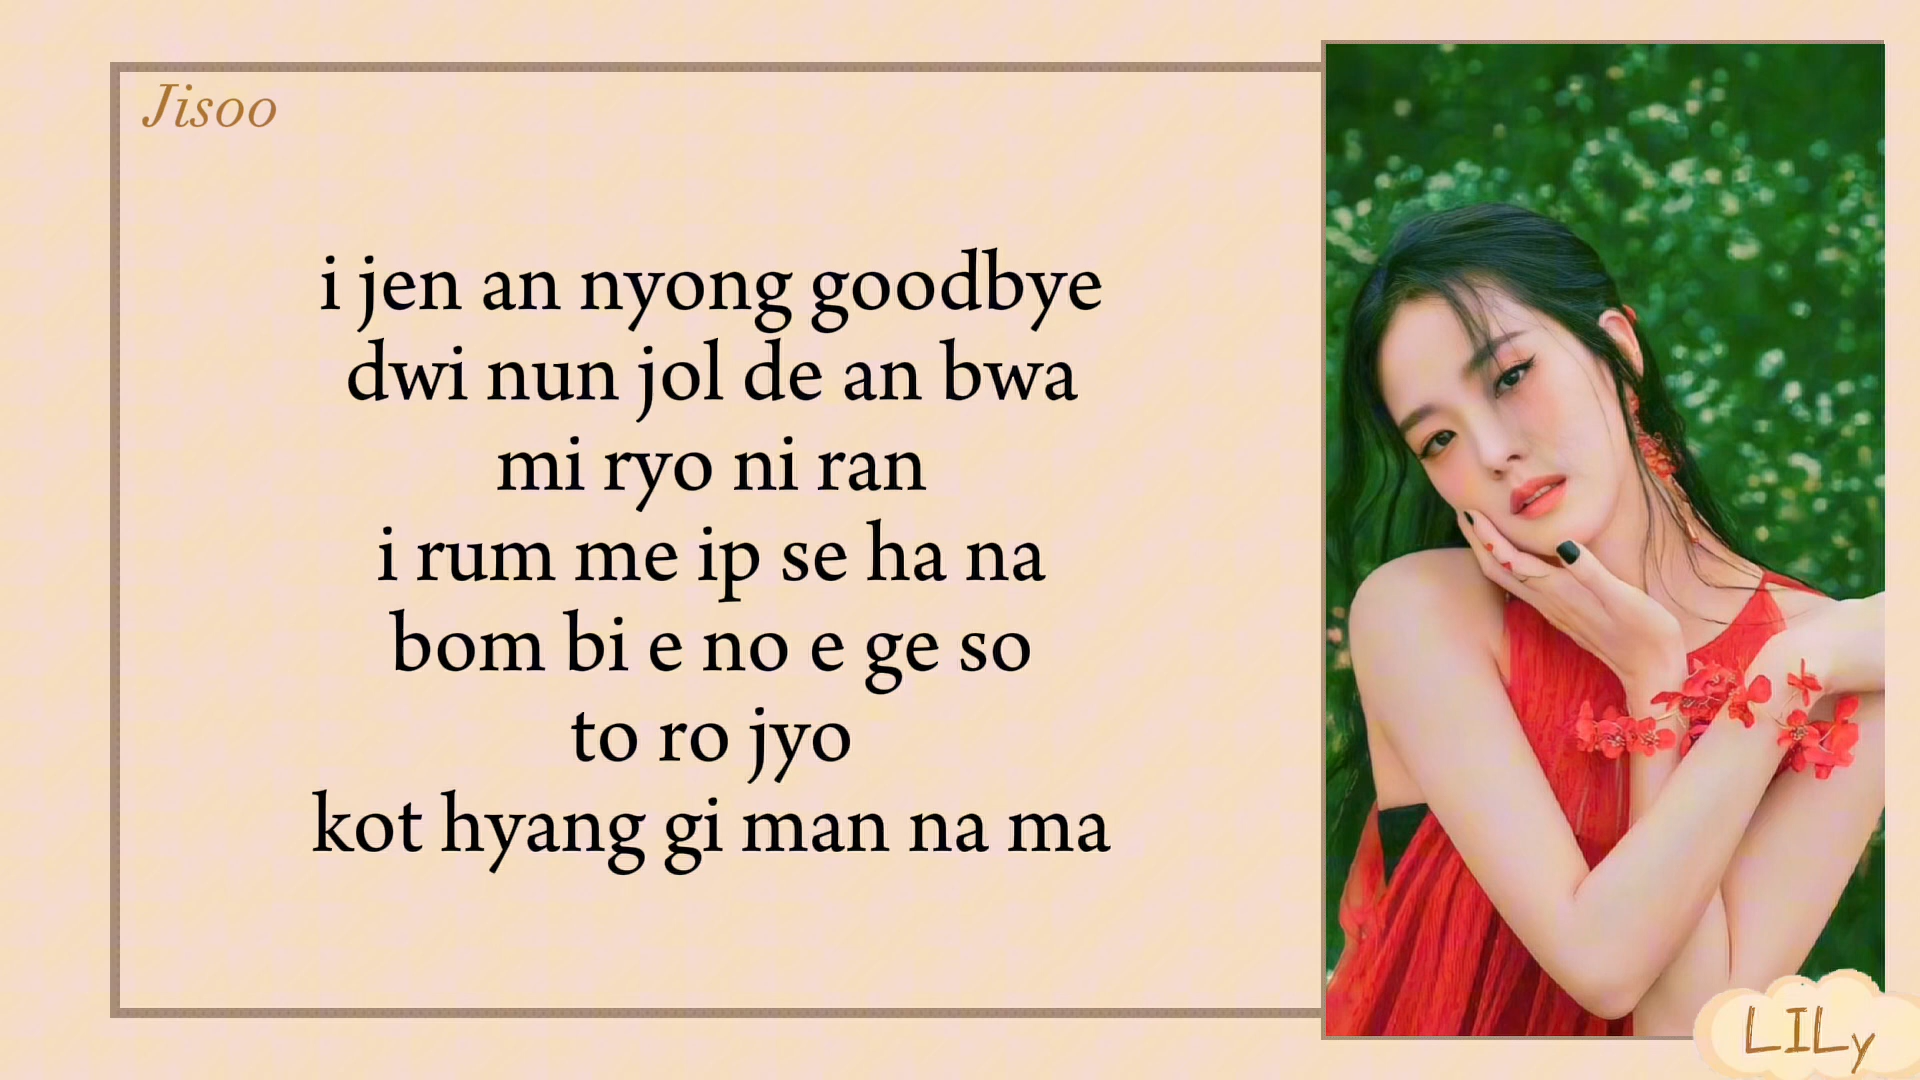 Jisoo
i jen an nyong goodbye
dwi nun jol de an bwa
mi ryo ni ran
i rum me ip se ha na
bom bi e no e ge so
to ro jyo
kot hyang gi man na ma
LILy